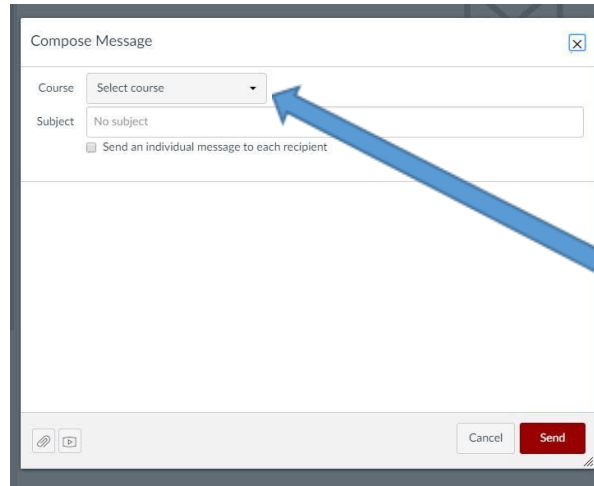 Compose Message
Course Select course
Subject No subject
Send an individual message to each recipient
Cancel Send